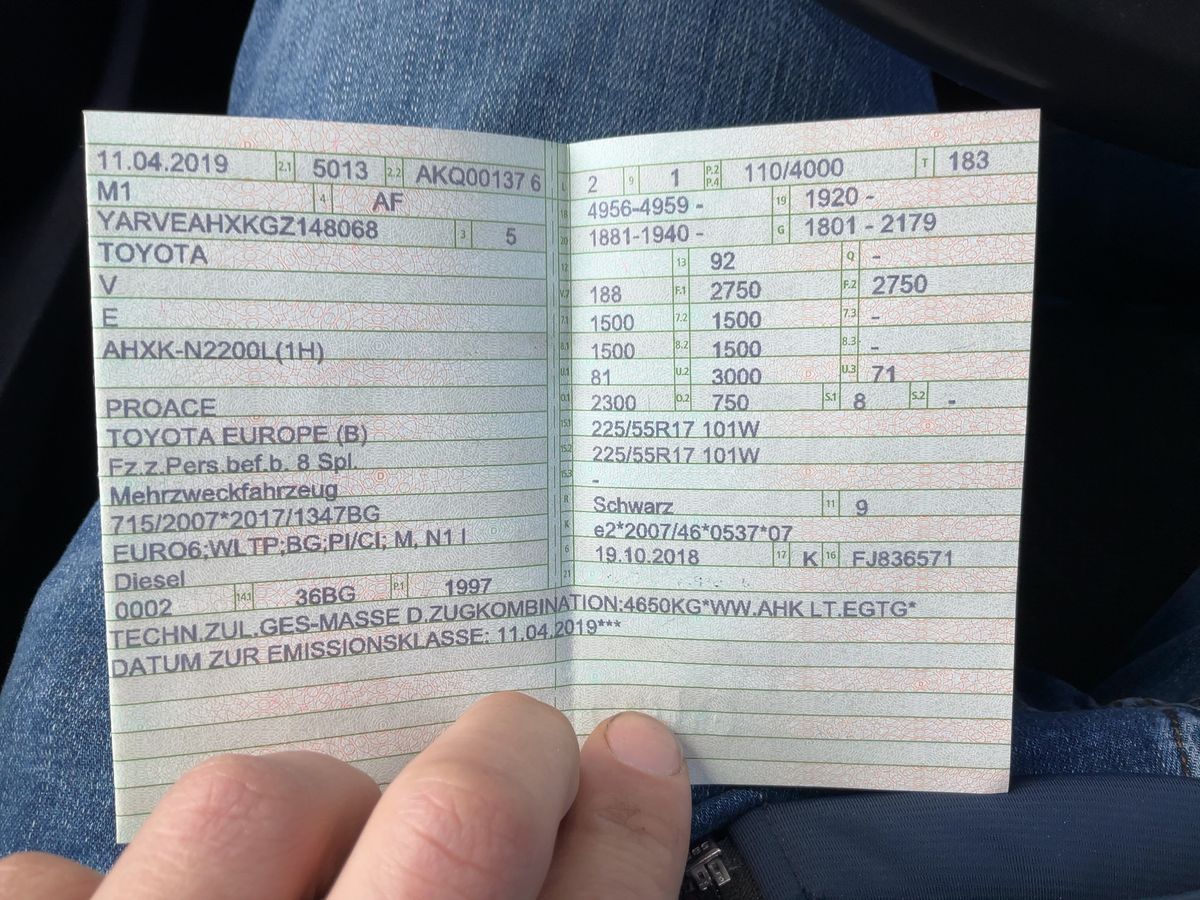 11.04.2019 2.1 5013 2.2 AKQ00137 6
M1 4 AF
YARVEAHXKGZ148068 3 5
TOYOTA
V
E
AHXK-N2200L(1H)
PROACE
TOYOTA EUROPE (B)
Fz.z.Pers.bef.b. 8 Spl.
Mehrzweckfahrzeug
715/2007*2017/1347BG
EURO6;WLTP;BG;PI/CI; M, N1 I
Diesel
0002 14.1 36BG P.1 1997
L 2 9 1 P.2 P.4 110/4000 T 183
18 4956-4959 - 19 1920 -
20 1881-1940 - G 1801 - 2179
12 13 92 Q -
V.7 188 F.1 2750 F.2 2750
7.1 1500 7.2 1500 7.3 -
8.1 1500 8.2 1500 8.3 -
U.1 81 U.2 3000 U.3 71
O.1 2300 O.2 750 S.1 8 S.2 -
15.1 225/55R17 101W
15.2 225/55R17 101W
15.3 -
R Schwarz 11 9
K e2*2007/46*0537*07
6 19.10.2018 17 K 16 FJ836571
21
TECHN.ZUL.GES-MASSE D.ZUGKOMBINATION:4650KG*WW.AHK LT.EGTG*
DATUM ZUR EMISSIONSKLASSE: 11.04.2019***